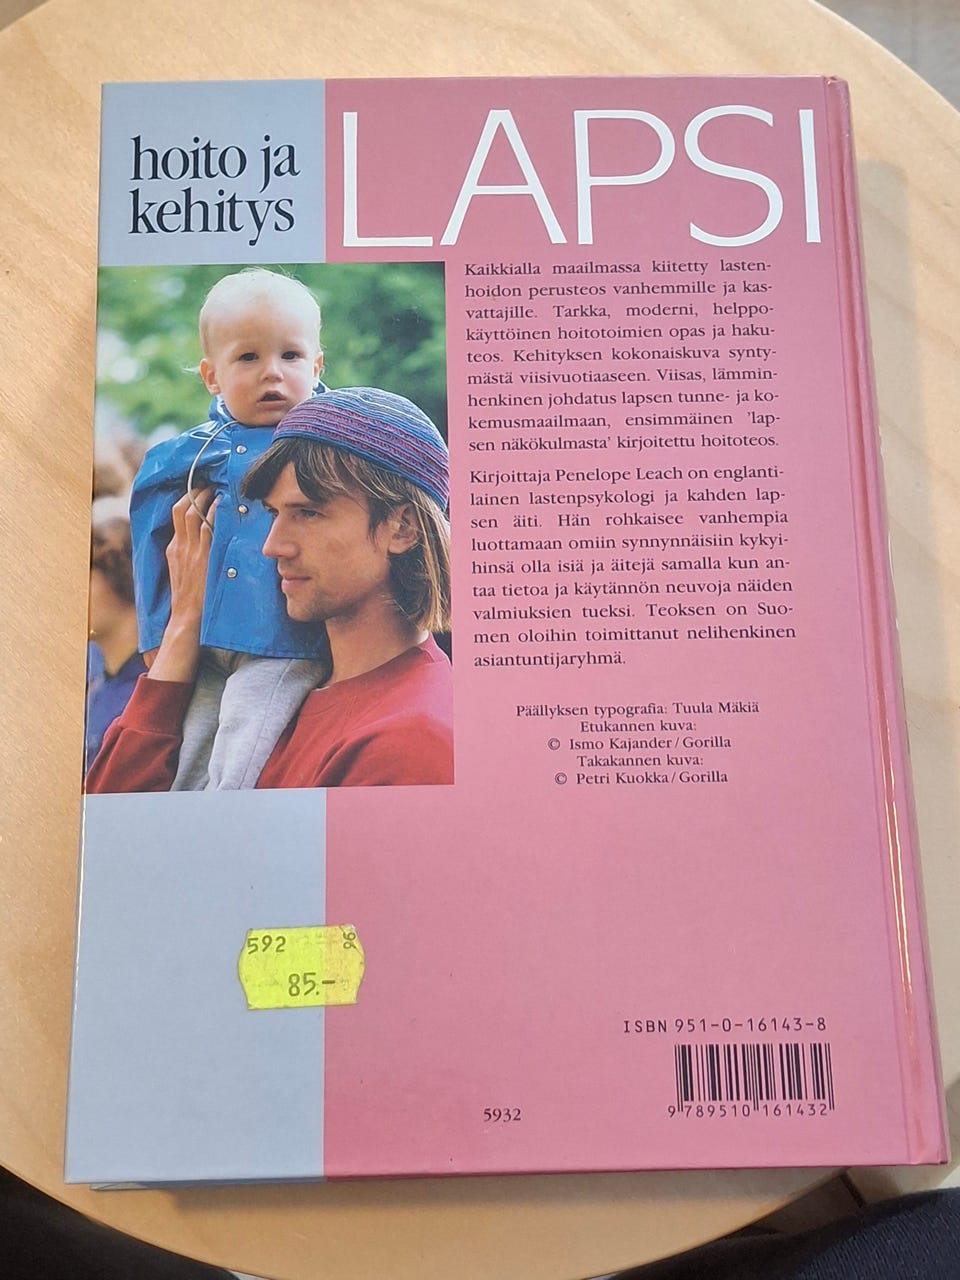 hoito ja
kehitys
LAPSI
Kaikkialla maailmassa kiitetty lasten-
hoidon perusteos vanhemmille ja kas-
vattajille. Tarkka, moderni, helppo-
käyttöinen hoitotoimien opas ja haku-
teos. Kehityksen kokonaiskuva synty-
mästä viisivuotiaaseen. Viisas, lämmin-
henkinen johdatus lapsen tunne- ja ko-
kemusmaailmaan, ensimmäinen 'lap-
sen näkökulmasta' kirjoitettu hoitoteos.
Kirjoittaja Penelope Leach on englanti-
lainen lastenpsykologi ja kahden lap-
sen äiti. Hän rohkaisee vanhempia
luottamaan omiin synnynnäisiin kykyi-
hinsä olla isiä ja äitejä samalla kun an-
taa tietoa ja käytännön neuvoja näiden
valmiuksien tueksi. Teoksen on Suo-
men oloihin toimittanut nelihenkinen
asiantuntijaryhmä.
Päällyksen typografia: Tuula Mäkiä
Etukannen kuva:
© Ismo Kajander/Gorilla
Takakannen kuva:
© Petri Kuokka/Gorilla
592 96
85.-
ISBN 951-0-16143-8
9 789510 161432
5932